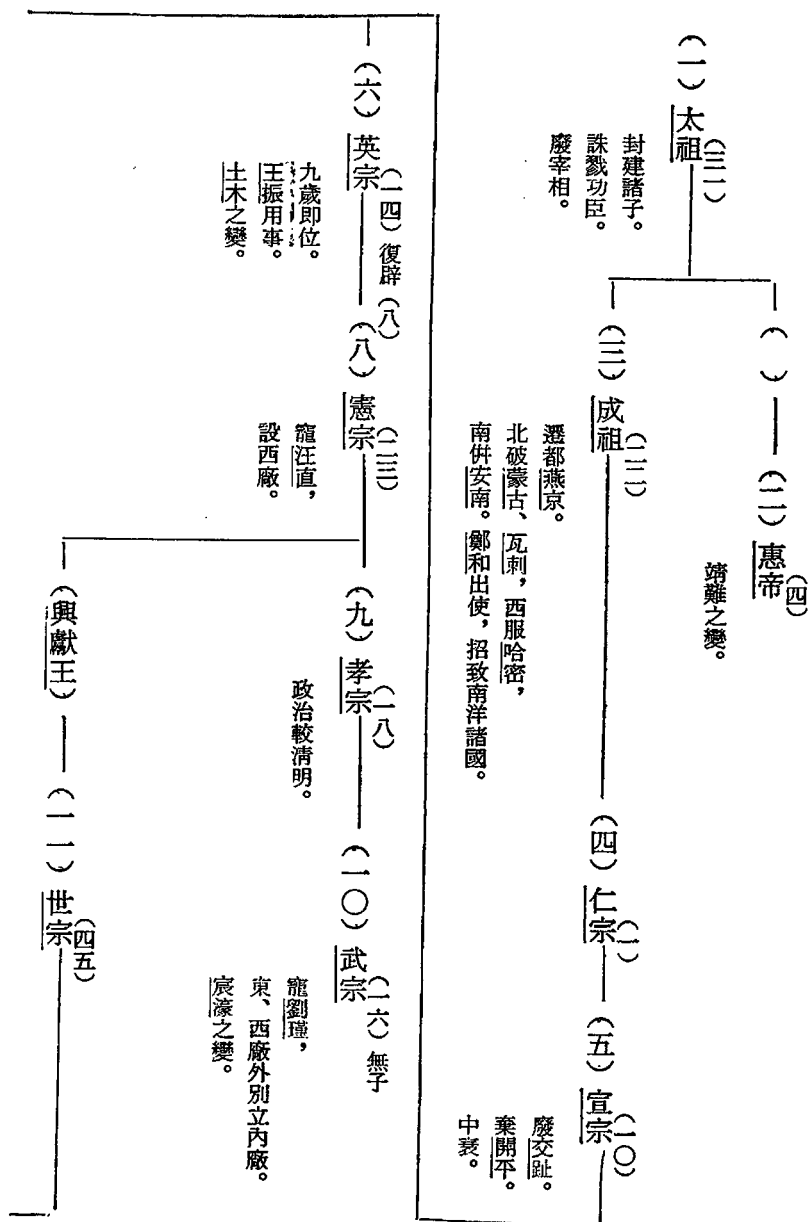 （一）太祖（三一）
封建諸子。
誅戮功臣。
廢宰相。
（ ）
（二）惠帝（四）
靖難之變。
（三）成祖（二二）
遷都燕京。
北破蒙古、瓦剌，西服哈密，
南併安南。鄭和出使，招致南洋諸國。
（四）仁宗（一）
（五）宣宗（一〇）
廢交趾。
棄開平。
中衰。
（六）英宗（一四）復辟（八）
九歲即位。
王振用事。
土木之變。
（八）憲宗（二三）
寵汪直，
設西廠。
（九）孝宗（一八）
政治較清明。
（一〇）武宗（一六）無子
寵劉瑾，
東、西廠外別立內廠。
宸濠之變。
（興獻王）
（一一）世宗（四五）